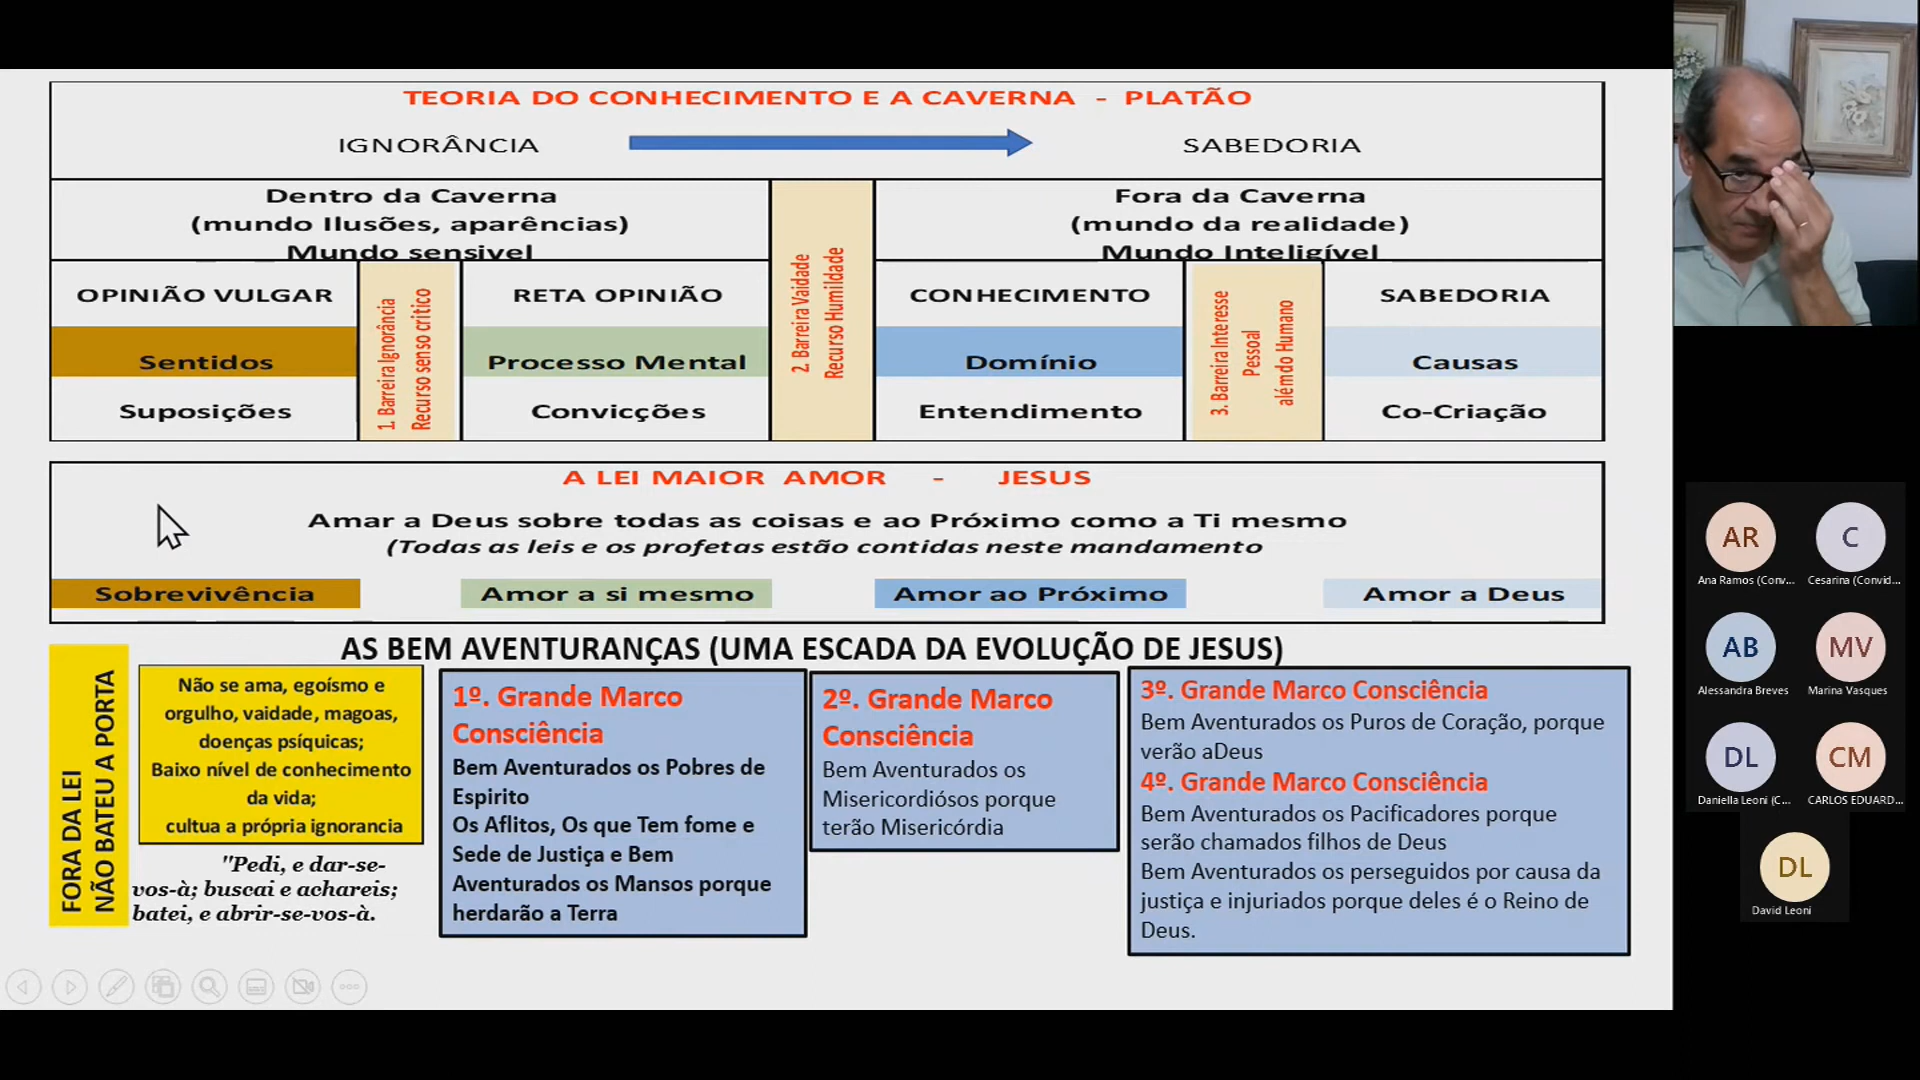 TEORIA DO CONHECIMENTO E A CAVERNA - PLATÃO
IGNORÂNCIA
SABEDORIA
Dentro da Caverna
(mundo Ilusões, aparências)
Mundo sensivel
Fora da Caverna
(mundo da realidade)
Mundo Inteligível
OPINIÃO VULGAR
Sentidos
Suposições
1. Barreira Ignorância
Recurso senso critico
RETA OPINIÃO
Processo Mental
Convicções
2. Barreira Vaidade
Recurso Humildade
CONHECIMENTO
Domínio
Entendimento
3. Barreira Interesse
Pessoal
alémdo Humano
SABEDORIA
Causas
Co-Criação
A LEI MAIOR AMOR - JESUS
Amar a Deus sobre todas as coisas e ao Próximo como a Ti mesmo
(Todas as leis e os profetas estão contidas neste mandamento
Sobrevivência
Amor a si mesmo
Amor ao Próximo
Amor a Deus
AS BEM AVENTURANÇAS (UMA ESCADA DA EVOLUÇÃO DE JESUS)
FORA DA LEI
NÃO BATEU A PORTA
Não se ama, egoísmo e
orgulho, vaidade, magoas,
doenças psíquicas;
Baixo nível de conhecimento
da vida;
cultua a própria ignorancia
"Pedi, e dar-se-
vos-à; buscai e achareis;
batei, e abrir-se-vos-à.
1º. Grande Marco
Consciência
Bem Aventurados os Pobres de
Espirito
Os Aflitos, Os que Tem fome e
Sede de Justiça e Bem
Aventurados os Mansos porque
herdarão a Terra
2º. Grande Marco
Consciência
Bem Aventurados os
Misericordiósos porque
terão Misericórdia
3º. Grande Marco Consciência
Bem Aventurados os Puros de Coração, porque
verão aDeus
4º. Grande Marco Consciência
Bem Aventurados os Pacificadores porque
serão chamados filhos de Deus
Bem Aventurados os perseguidos por causa da
justiça e injuriados porque deles é o Reino de
Deus.
AR
Ana Ramos (Conv...
C
Cesarina (Convid...
AB
Alessandra Breves
MV
Marina Vasques
DL
Daniella Leoni (C...
CM
CARLOS EDUARD...
DL
David Leoni